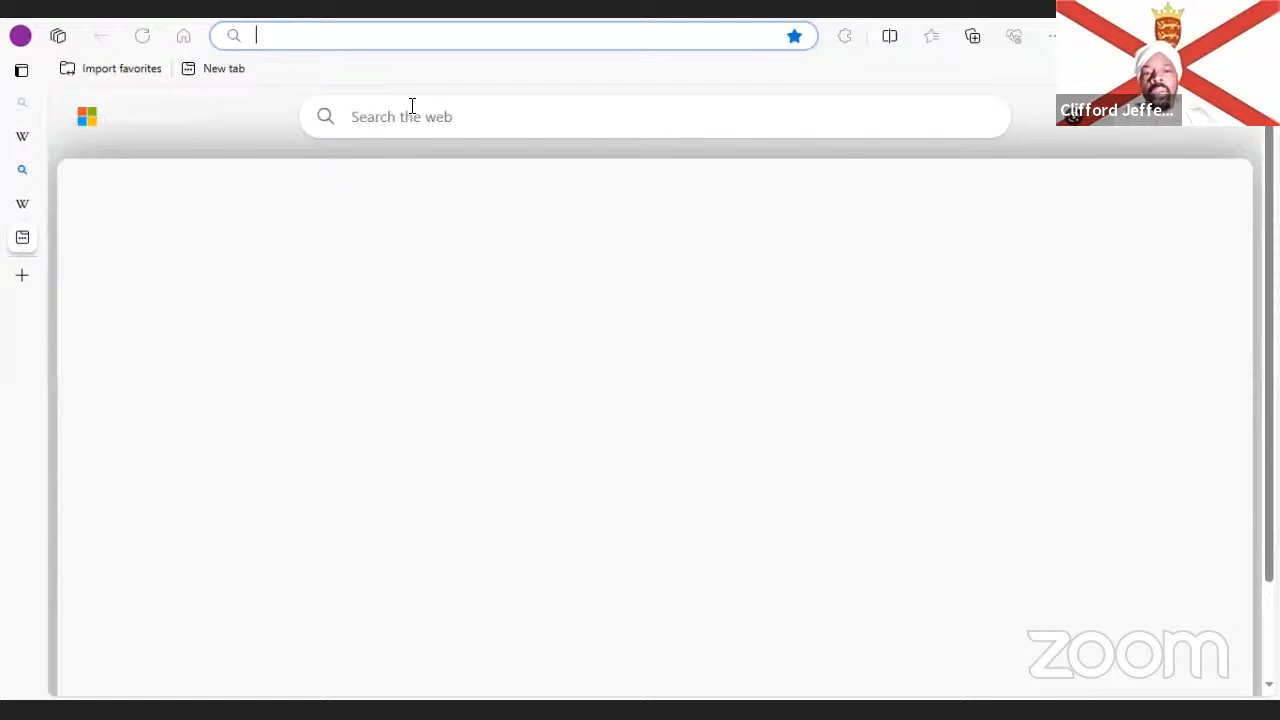 Import favorites
New tab
W
Search the web
W
Clifford Jeffe...
zoom